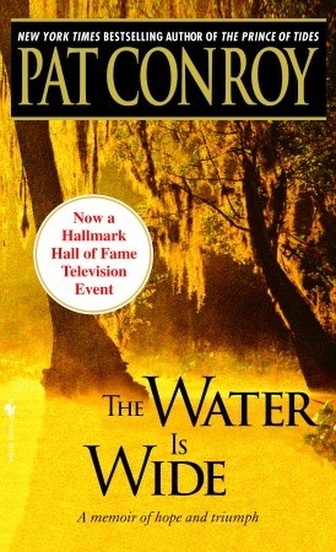 NEW YORK TIMES BESTSELLING AUTHOR OF THE PRINCE OF TIDES
PAT CONROY
Now a
Hallmark
Hall of Fame
Television
Event
THE WATER
IS
WIDE
A memoir of hope and triumph